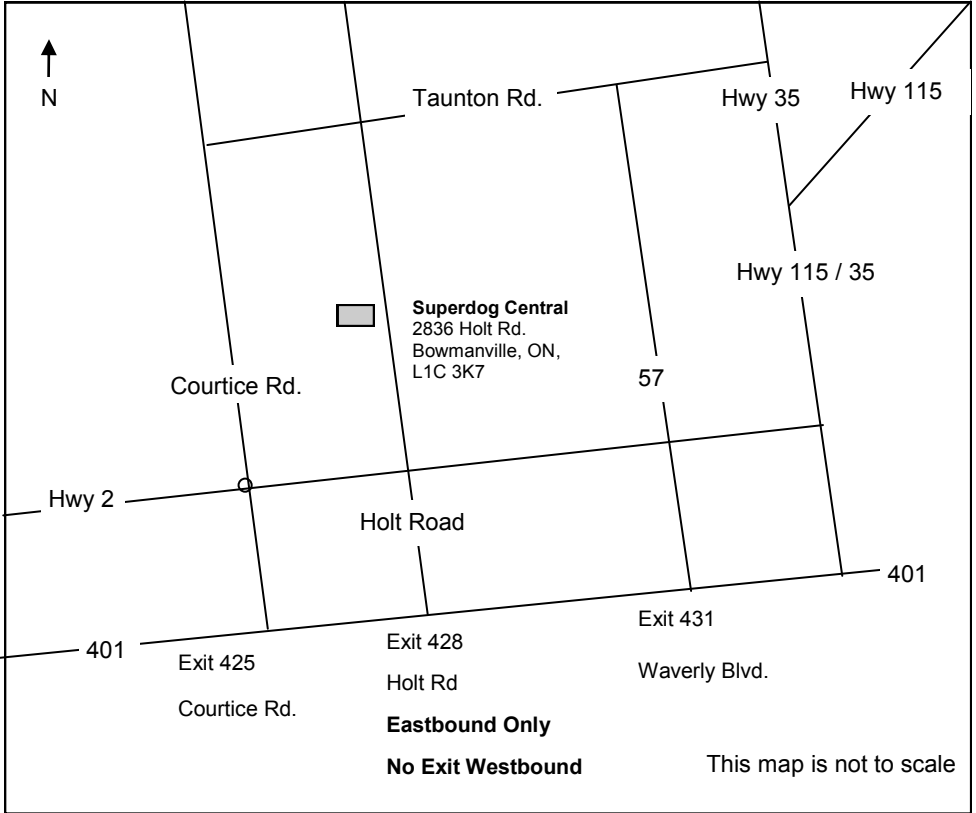 N
Taunton Rd.
Hwy 35
Hwy 115
Hwy 115 / 35
Superdog Central
2836 Holt Rd.
Bowmanville, ON,
L1C 3K7
Courtice Rd.
57
Hwy 2
Holt Road
401
401
Exit 425
Courtice Rd.
Exit 428
Holt Rd
Eastbound Only
No Exit Westbound
Exit 431
Waverly Blvd.
This map is not to scale